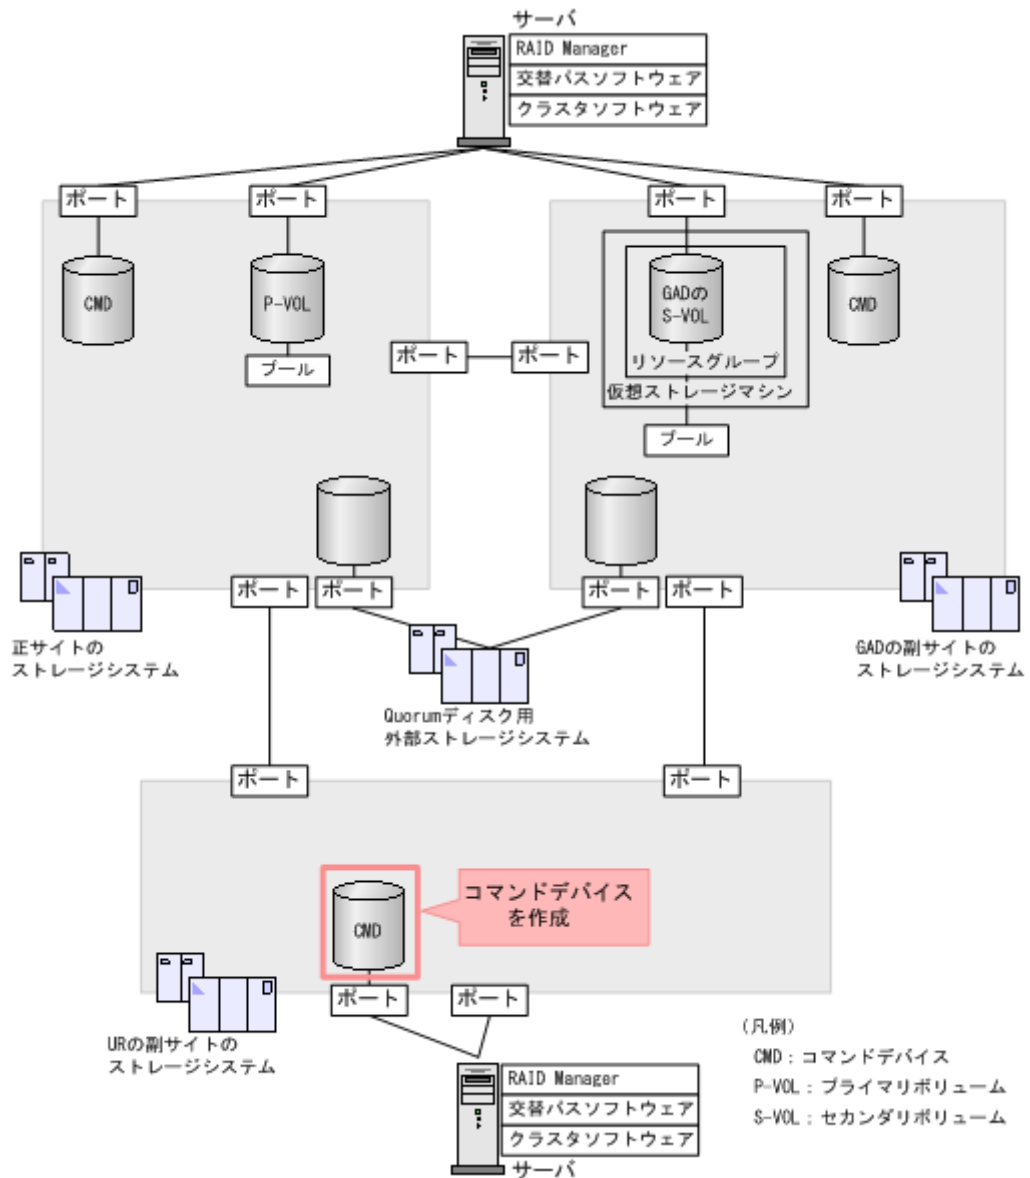 サーバ
RAID Manager
交替パスソフトウェア
クラスタソフトウェア
ポート
ポート
ポート
ポート
CMD
P-VOL
GADの
S-VOL
CMD
プール
ポート
ポート
リソースグループ
仮想ストレージマシン
プール
ポート
ポート
ポート
ポート
正サイトの
ストレージシステム
GADの副サイトの
ストレージシステム
Quorumディスク用
外部ストレージシステム
ポート
ポート
コマンドデバイス
を作成
CMD
ポート
ポート
URの副サイトの
ストレージシステム
(凡例)
CMD：コマンドデバイス
P-VOL：プライマリボリューム
S-VOL：セカンダリボリューム
RAID Manager
交替パスソフトウェア
クラスタソフトウェア
サーバ